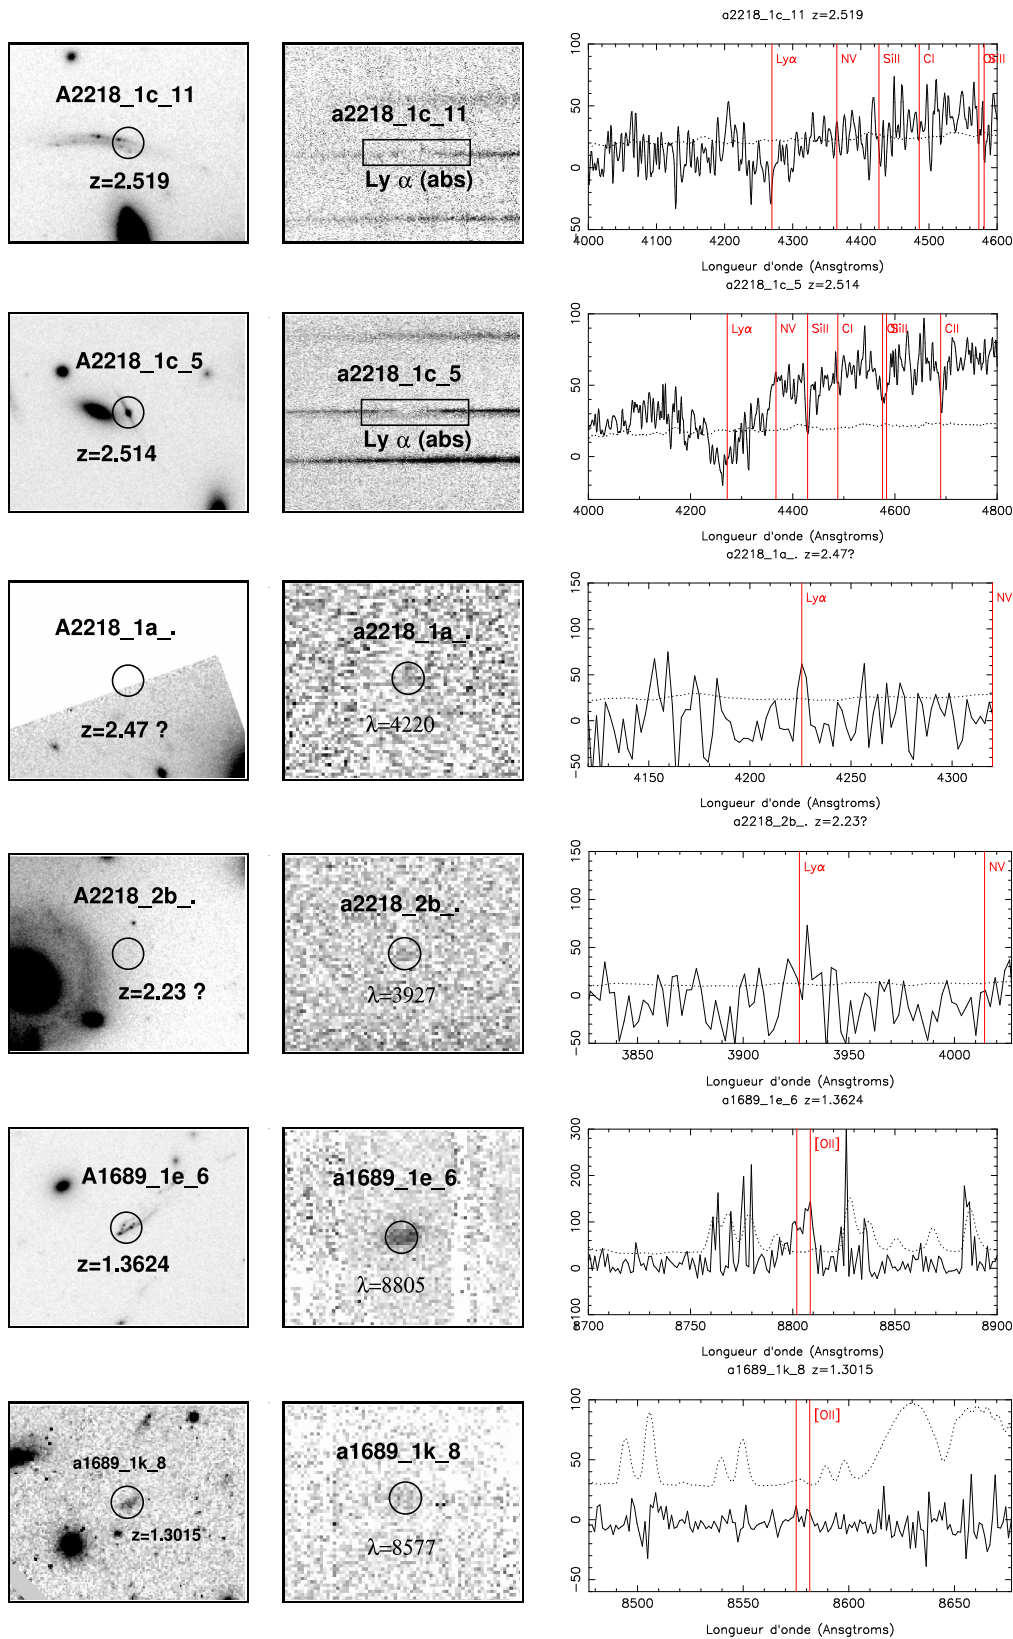 a2218_1c_11 z=2.519
A2218_1c_11
z=2.519
a2218_1c_11
Ly α (abs)
Lyα NV SiII CI SiII
100
50
0
−50
4000 4100 4200 4300 4400 4500 4600
Longueur d'onde (Ansgtroms)
a2218_1c_5 z=2.514
A2218_1c_5
z=2.514
a2218_1c_5
Ly α (abs)
Lyα NV SiII CI SiII CII
100
50
0
4000 4200 4400 4600 4800
Longueur d'onde (Ansgtroms)
a2218_1a_. z=2.47?
A2218_1a_.
z=2.47 ?
a2218_1a_.
λ=4220
Lyα NV
150
100
50
0
−50
4150 4200 4250 4300
Longueur d'onde (Ansgtroms)
a2218_2b_. z=2.23?
A2218_2b_.
z=2.23 ?
a2218_2b_.
λ=3927
Lyα NV
150
100
50
0
−50
3850 3900 3950 4000
Longueur d'onde (Ansgtroms)
a1689_1e_6 z=1.3624
A1689_1e_6
z=1.3624
a1689_1e_6
λ=8805
[OII]
300
200
100
0
−100
8700 8750 8800 8850 8900
Longueur d'onde (Ansgtroms)
a1689_1k_8 z=1.3015
a1689_1k_8
z=1.3015
a1689_1k_8
λ=8577
[OII]
100
50
0
−50
8500 8550 8600 8650
Longueur d'onde (Ansgtroms)